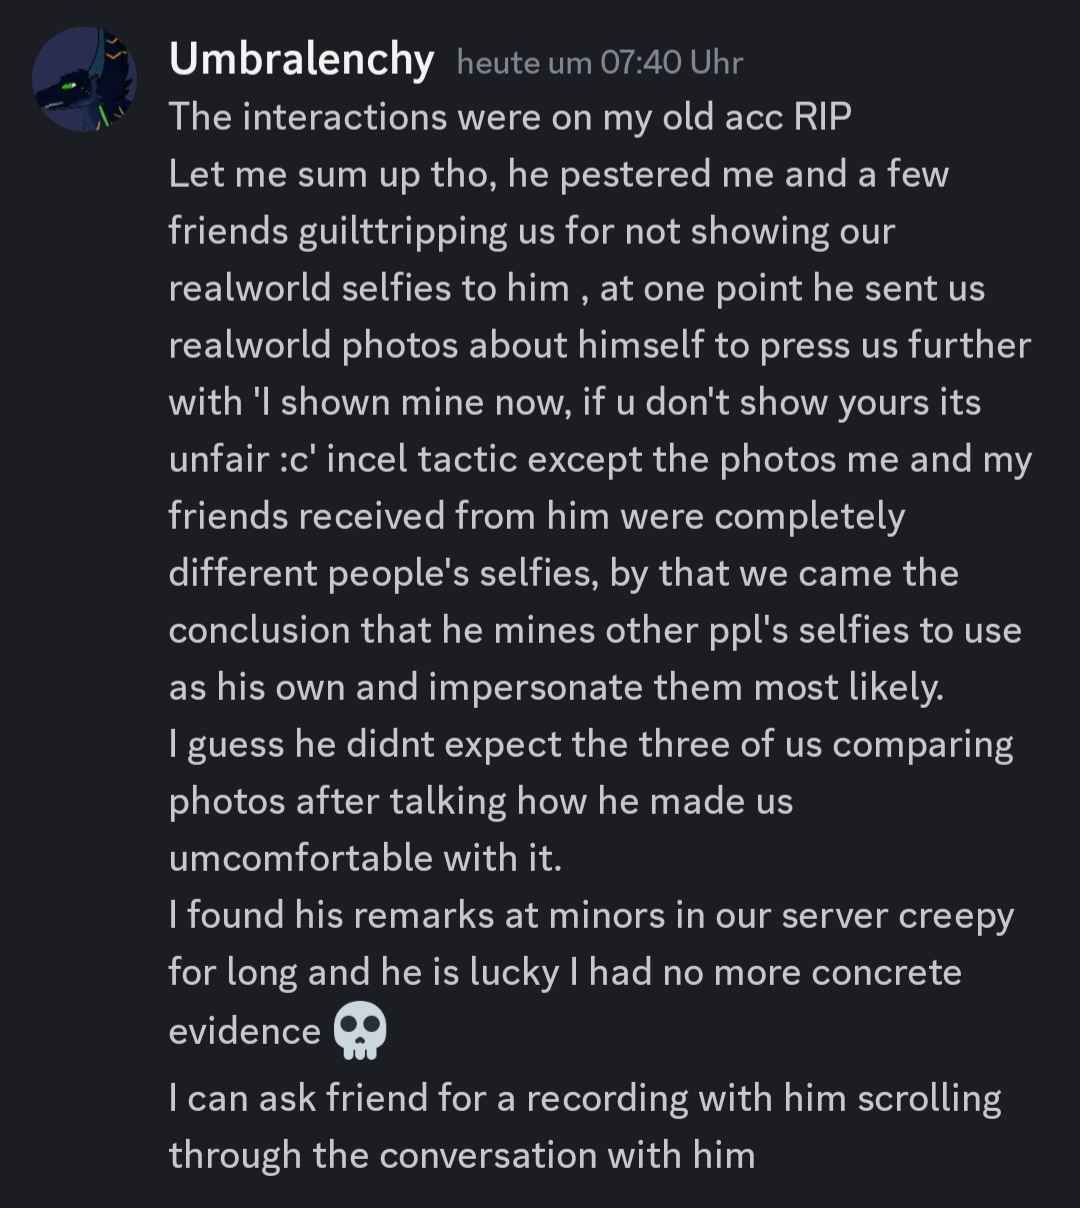 Umbralenchy heute um 07:40 Uhr
The interactions were on my old acc RIP
Let me sum up tho, he pestered me and a few
friends guilttripping us for not showing our
realworld selfies to him , at one point he sent us
realworld photos about himself to press us further
with 'I shown mine now, if u don't show yours its
unfair :c' incel tactic except the photos me and my
friends received from him were completely
different people's selfies, by that we came the
conclusion that he mines other ppl's selfies to use
as his own and impersonate them most likely.
I guess he didnt expect the three of us comparing
photos after talking how he made us
umcomfortable with it.
I found his remarks at minors in our server creepy
for long and he is lucky I had no more concrete
evidence 💀
I can ask friend for a recording with him scrolling
through the conversation with him